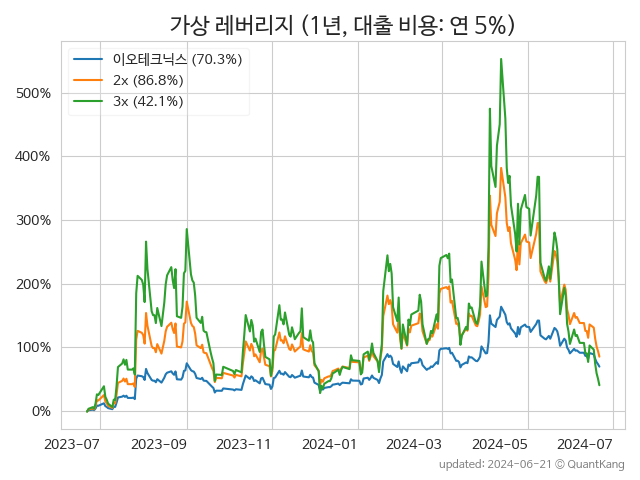 가상 레버리지 (1년, 대출 비용: 연 5%)
이오테크닉스 (70.3%)
2x (86.8%)
3x (42.1%)
500%
400%
300%
200%
100%
0%
2023-07 2023-09 2023-11 2024-01 2024-03 2024-05 2024-07
updated: 2024-06-21 © QuantKang